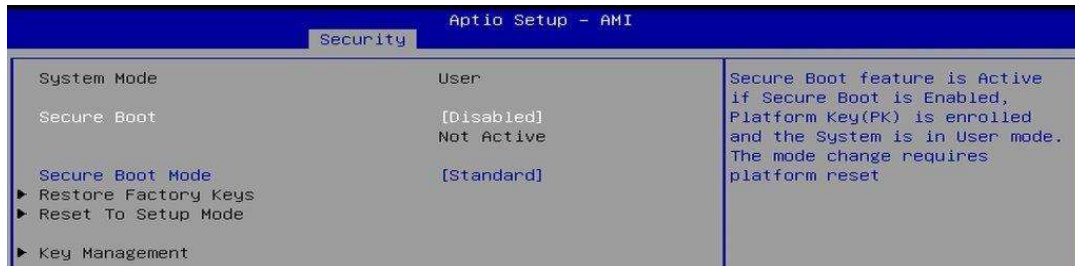 Aptio Setup - AMI
Security
System Mode User
Secure Boot [Disabled]
Not Active
Secure Boot Mode [Standard]
▶ Restore Factory Keys
▶ Reset To Setup Mode
▶ Key Management
Secure Boot feature is Active
if Secure Boot is Enabled,
Platform Key(PK) is enrolled
and the System is in User mode.
The mode change requires
platform reset